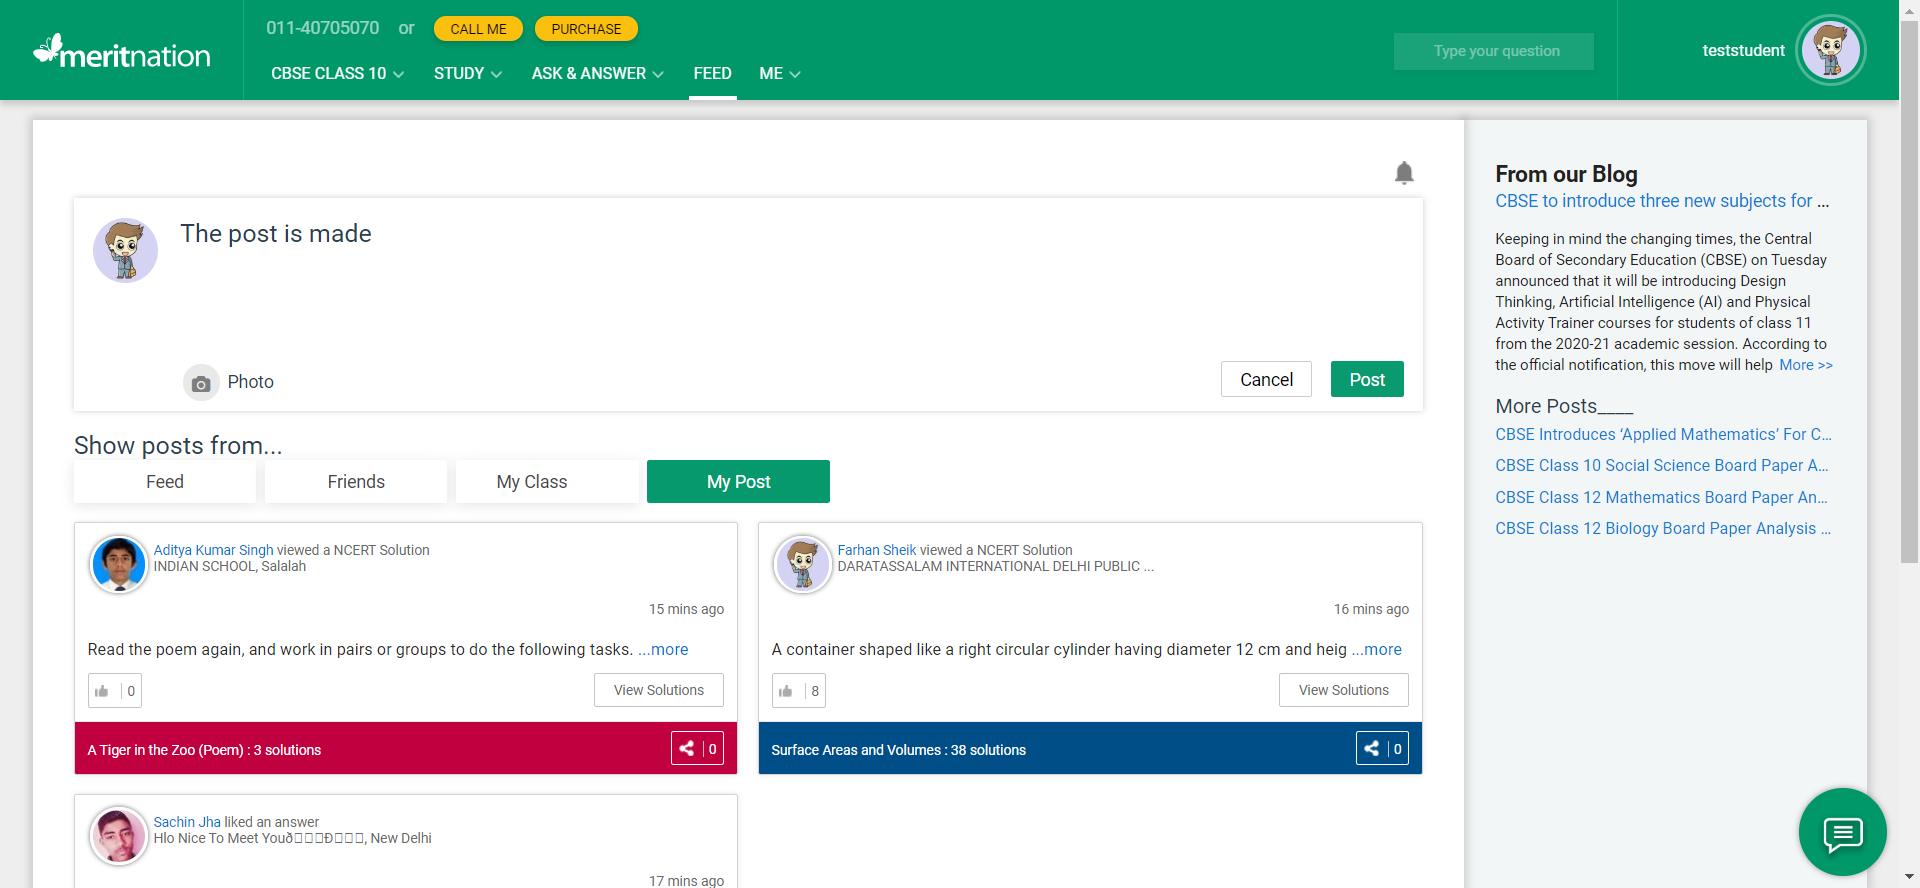 meritnation
011-40705070 or CALL ME PURCHASE
CBSE CLASS 10 STUDY ASK & ANSWER FEED ME
Type your question
teststudent
The post is made
Photo
Cancel Post
Show posts from...
Feed Friends My Class My Post
Aditya Kumar Singh viewed a NCERT Solution
INDIAN SCHOOL, Salalah
15 mins ago
Read the poem again, and work in pairs or groups to do the following tasks. ...more
0 View Solutions
A Tiger in the Zoo (Poem) : 3 solutions 0
Farhan Sheik viewed a NCERT Solution
DARATASSALAM INTERNATIONAL DELHI PUBLIC ...
16 mins ago
A container shaped like a right circular cylinder having diameter 12 cm and heig ...more
8 View Solutions
Surface Areas and Volumes : 38 solutions 0
Sachin Jha liked an answer
Hlo Nice To Meet Youð▯▯▯Ð▯▯▯, New Delhi
17 mins ago
From our Blog
CBSE to introduce three new subjects for ...
Keeping in mind the changing times, the Central
Board of Secondary Education (CBSE) on Tuesday
announced that it will be introducing Design
Thinking, Artificial Intelligence (AI) and Physical
Activity Trainer courses for students of class 11
from the 2020-21 academic session. According to
the official notification, this move will help More >>
More Posts____
CBSE Introduces ‘Applied Mathematics’ For C...
CBSE Class 10 Social Science Board Paper A...
CBSE Class 12 Mathematics Board Paper An...
CBSE Class 12 Biology Board Paper Analysis ...